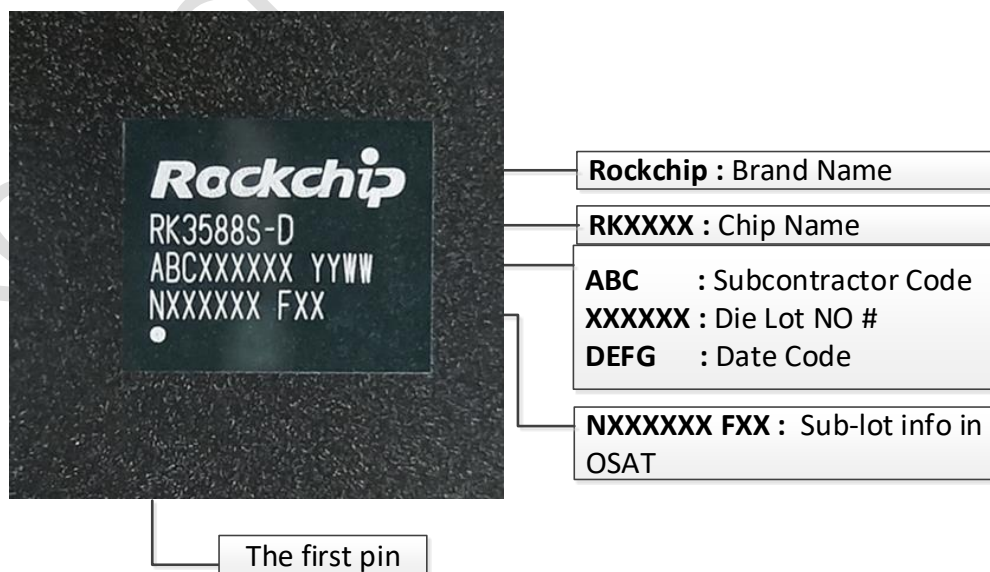 Rockchip
RK3588S-D
ABCXXXXXX YYWW
NXXXXXX FXX
Rockchip : Brand Name
RKXXXX : Chip Name
ABC : Subcontractor Code
XXXXXX : Die Lot NO #
DEFG : Date Code
NXXXXXX FXX : Sub-lot info in
OSAT
The first pin